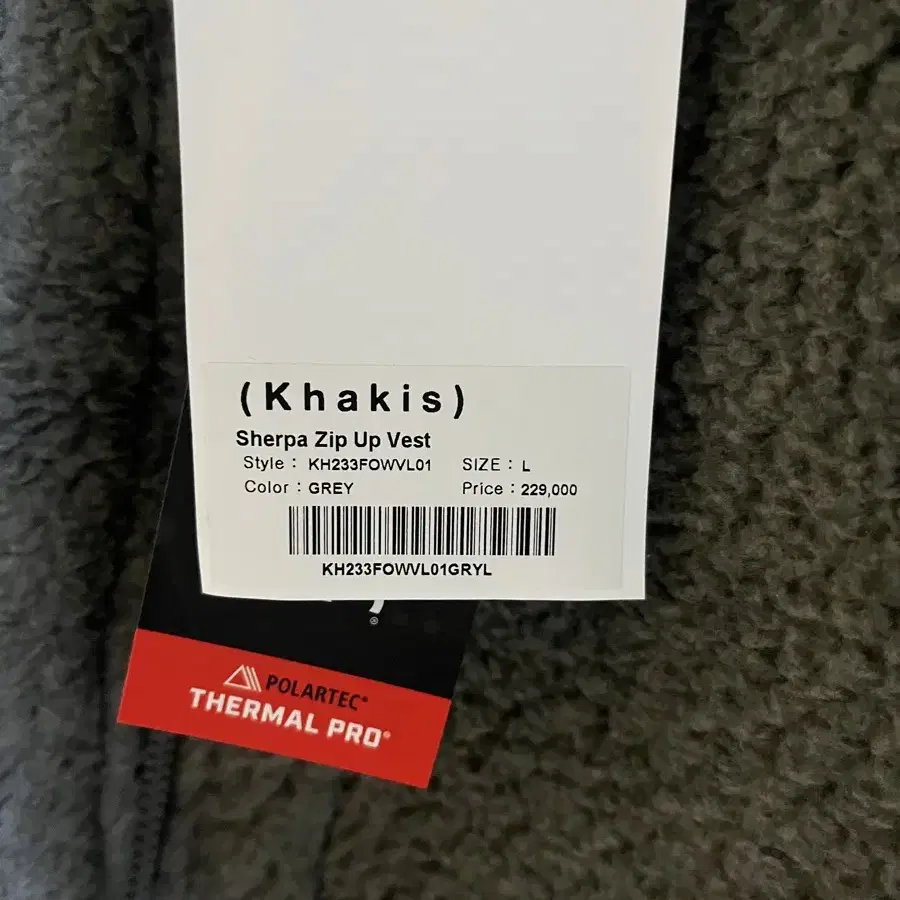 (Khakis)
Sherpa Zip Up Vest
Style : KH233FOWVL01 SIZE : L
Color : GREY Price : 229,000
KH233FOWVL01GRYL
®
POLARTEC®
THERMAL PRO®